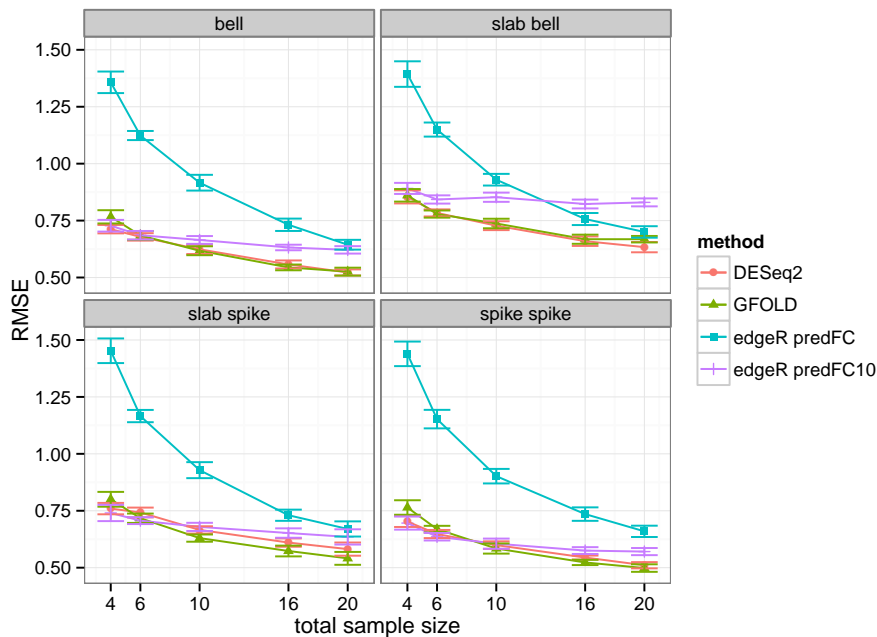 bell
slab bell
1.50
1.25
1.00
0.75
0.50
slab spike
spike spike
1.50
1.25
1.00
0.75
0.50
4 6 10 16 20
4 6 10 16 20
total sample size
RMSE
method
DESeq2
GFOLD
edgeR predFC
edgeR predFC10